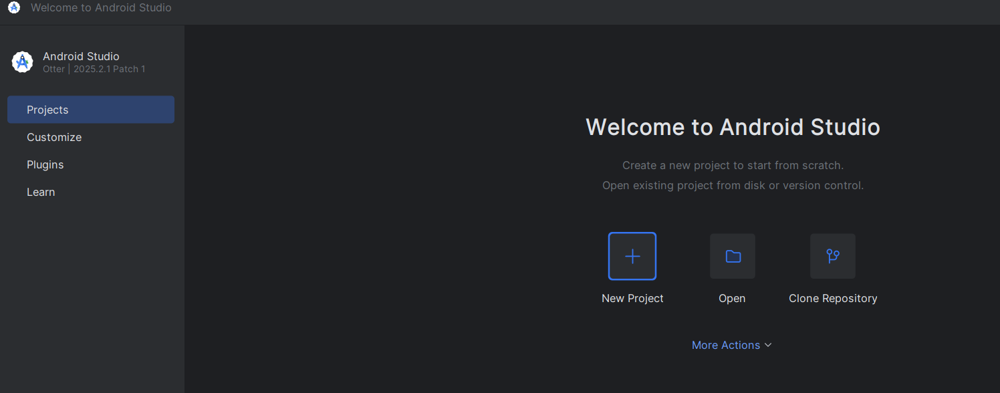 Welcome to Android Studio
Android Studio
Otter | 2025.2.1 Patch 1
Projects
Customize
Plugins
Learn
Welcome to Android Studio
Create a new project to start from scratch.
Open existing project from disk or version control.
New Project
Open
Clone Repository
More Actions